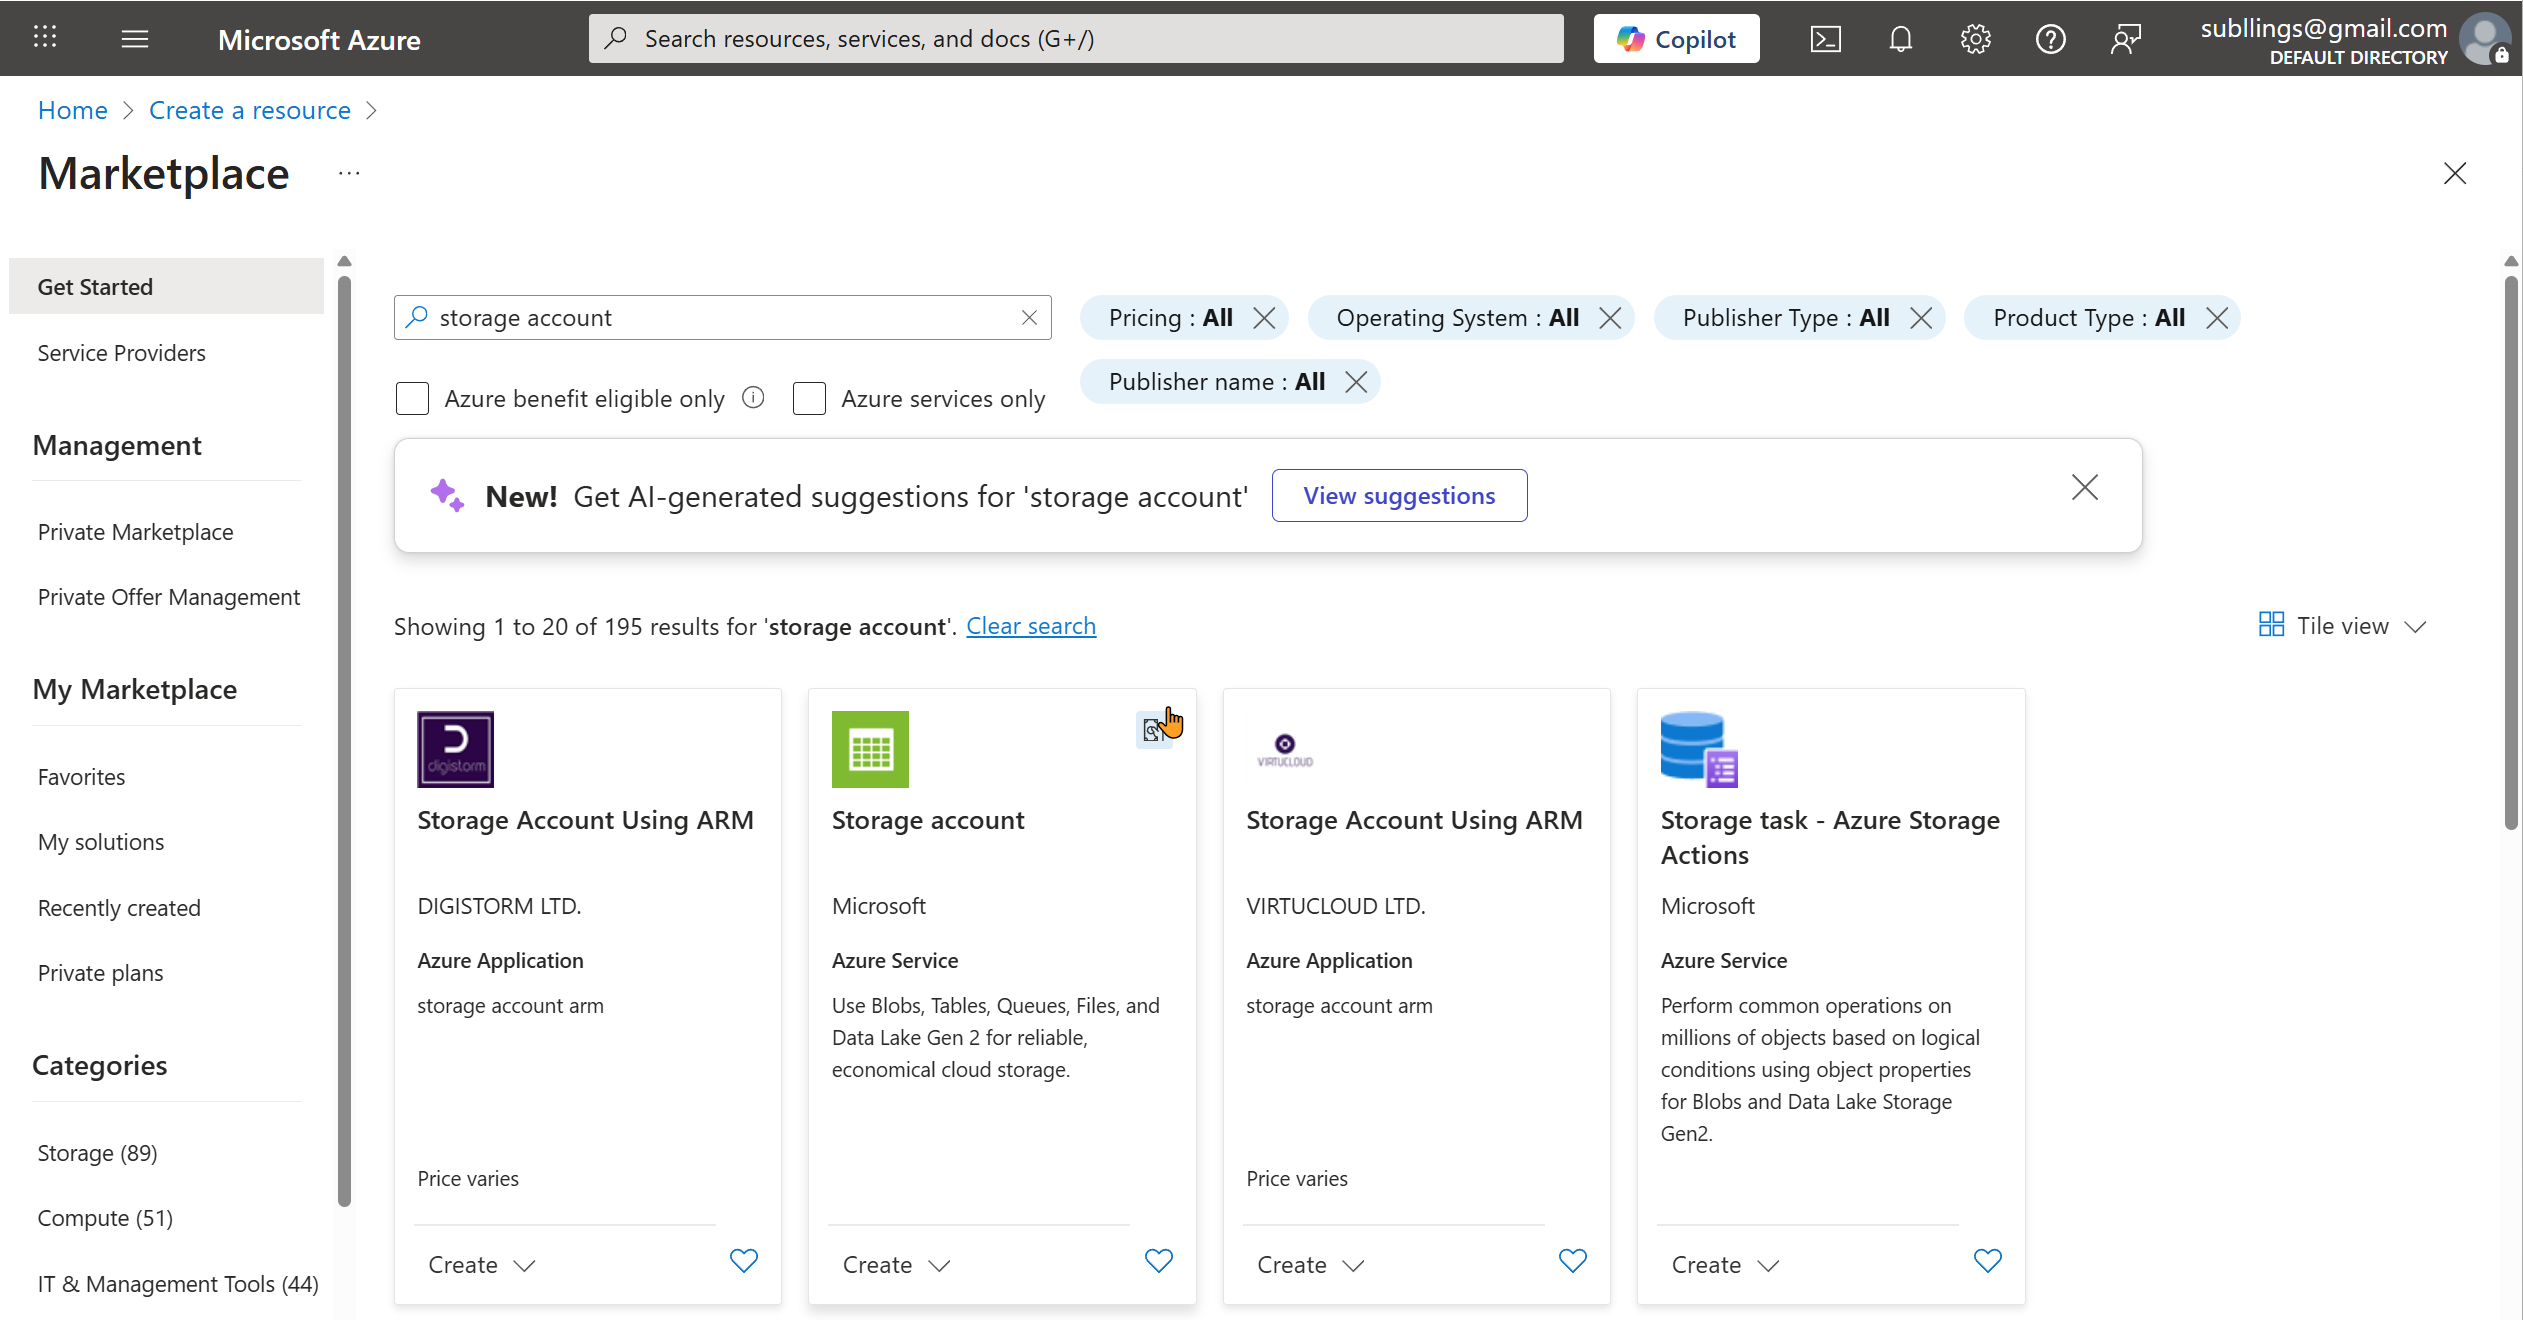 Microsoft Azure
Search resources, services, and docs (G+/)
Copilot
subllings@gmail.com
DEFAULT DIRECTORY
Home
Create a resource
Marketplace
Get Started
Service Providers
Management
Private Marketplace
Private Offer Management
My Marketplace
Favorites
My solutions
Recently created
Private plans
Categories
Storage (89)
Compute (51)
IT & Management Tools (44)
storage account
Pricing : All
Operating System : All
Publisher Type : All
Product Type : All
Publisher name : All
Azure benefit eligible only
Azure services only
New! Get AI-generated suggestions for 'storage account'
View suggestions
Showing 1 to 20 of 195 results for 'storage account'. Clear search
Tile view
digistorm
Storage Account Using ARM
DIGISTORM LTD.
Azure Application
storage account arm
Price varies
Create
Storage account
Microsoft
Azure Service
Use Blobs, Tables, Queues, Files, and
Data Lake Gen 2 for reliable,
economical cloud storage.
Create
VIRTUCLOUD
Storage Account Using ARM
VIRTUCLOUD LTD.
Azure Application
storage account arm
Price varies
Create
Storage task - Azure Storage
Actions
Microsoft
Azure Service
Perform common operations on
millions of objects based on logical
conditions using object properties
for Blobs and Data Lake Storage
Gen2.
Create